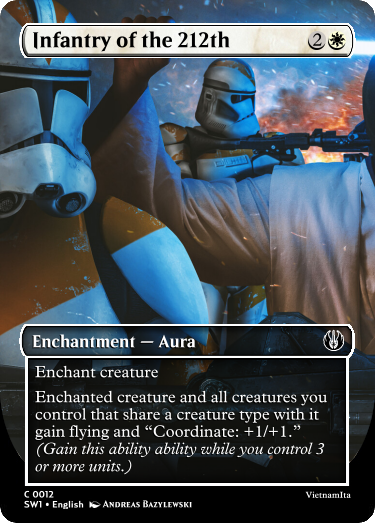 Infantry of the 212th 2
Enchantment — Aura
Enchant creature
Enchanted creature and all creatures you
control that share a creature type with it
gain flying and “Coordinate: +1/+1.”
(Gain this ability ability while you control 3
or more units.)
C 0012
SW1 • English ANDREAS BAZYLEWSKI
VietnamIta